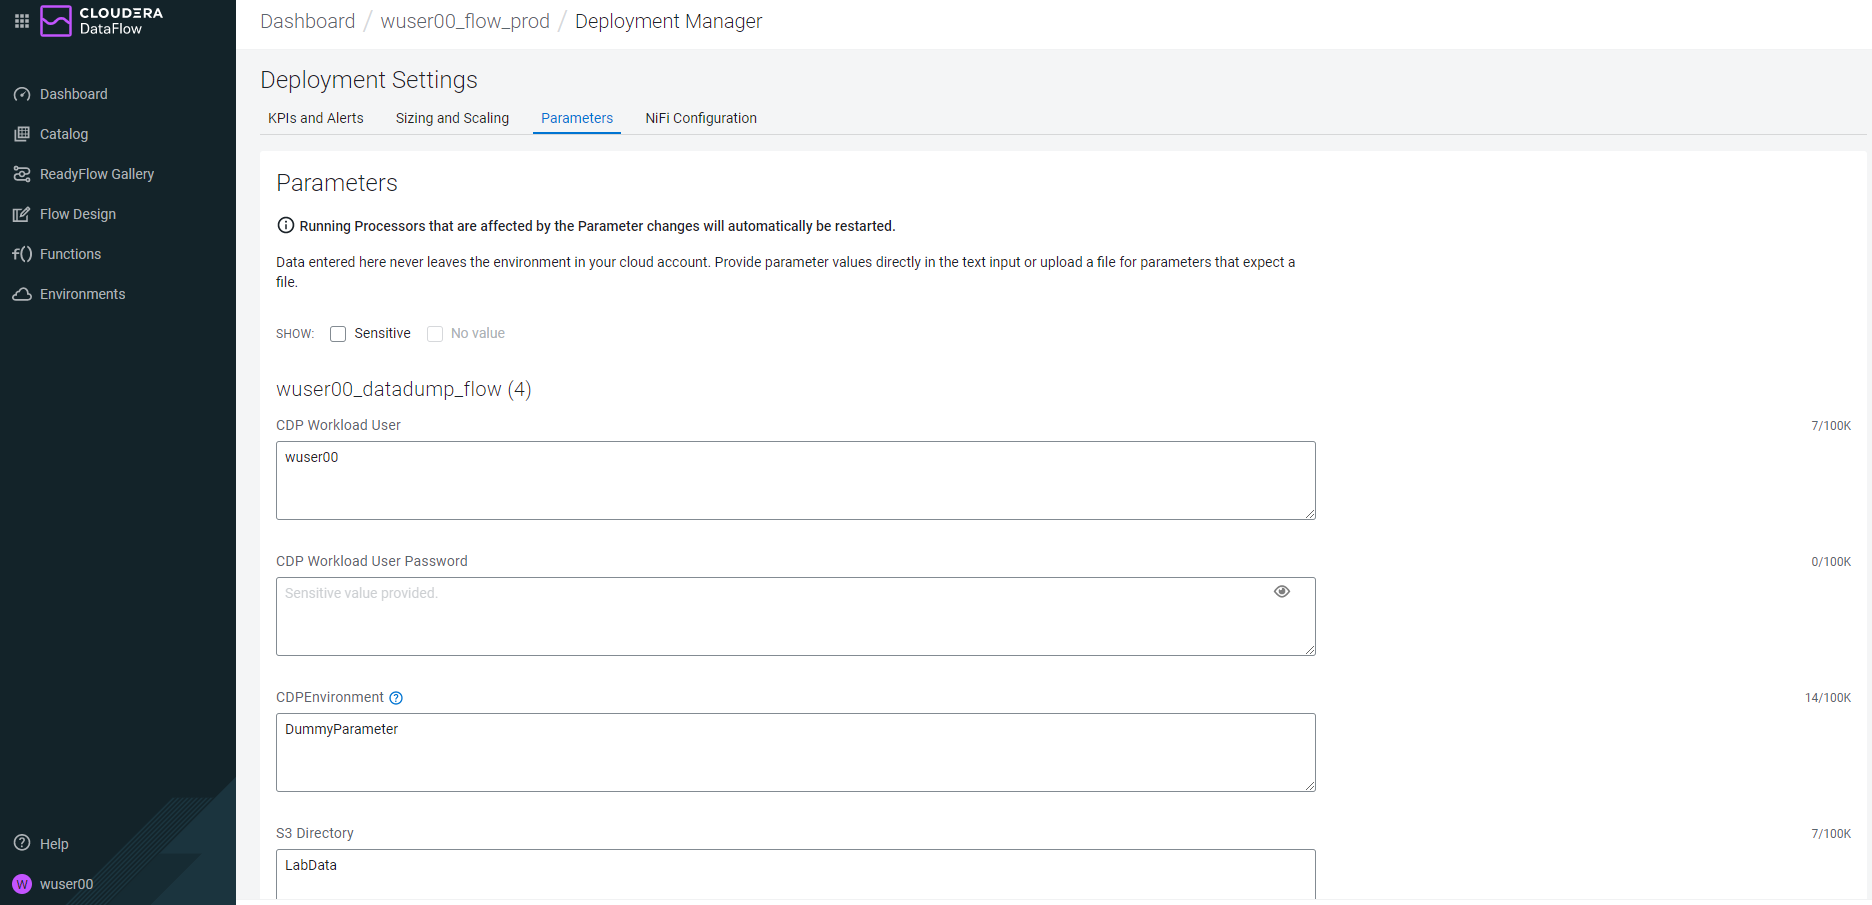 CLOUDERA
DataFlow
Dashboard
Catalog
ReadyFlow Gallery
Flow Design
f() Functions
Environments
Help
W wuser00
Dashboard / wuser00_flow_prod / Deployment Manager
Deployment Settings
KPIs and Alerts Sizing and Scaling Parameters NiFi Configuration
Parameters
Running Processors that are affected by the Parameter changes will automatically be restarted.
Data entered here never leaves the environment in your cloud account. Provide parameter values directly in the text input or upload a file for parameters that expect a
file.
SHOW: Sensitive No value
wuser00_datadump_flow (4)
CDP Workload User 7/100K
wuser00
CDP Workload User Password 0/100K
Sensitive value provided.
CDPEnvironment 14/100K
DummyParameter
S3 Directory 7/100K
LabData